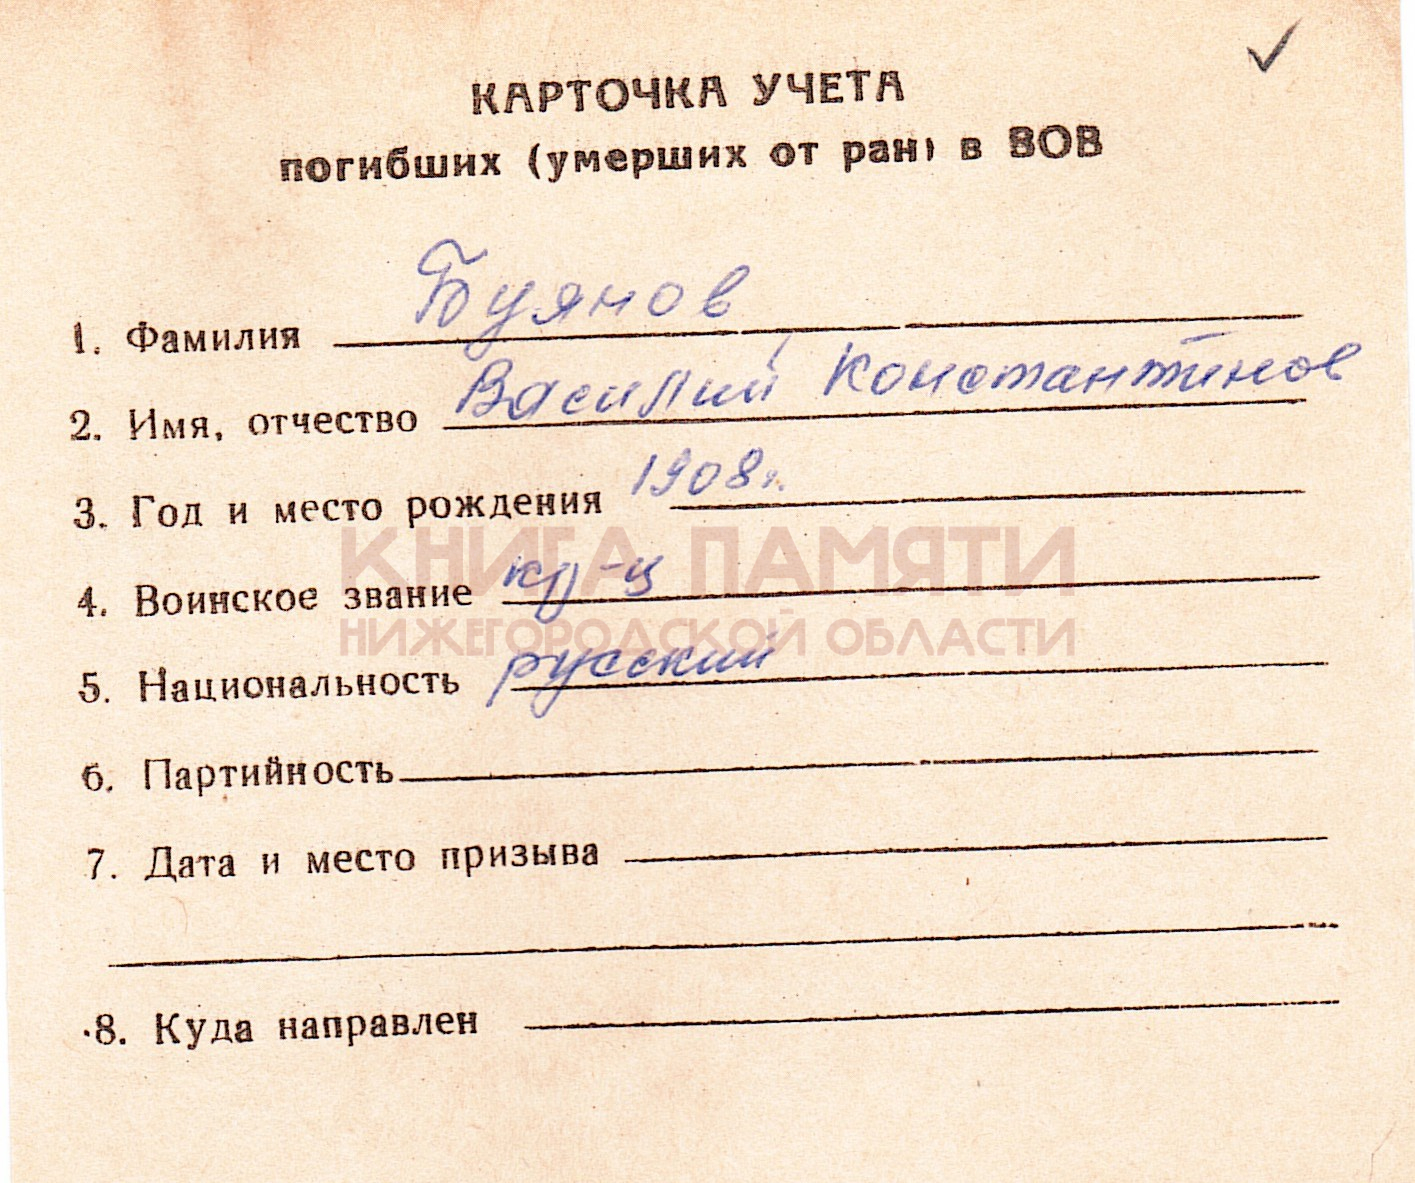 КАРТОЧКА УЧЕТА
погибших (умерших от ран) в ВОВ
1. Фамилия Буянов
2. Имя, отчество Василий Константинов
3. Год и место рождения 1908 г.
КНИГА ПАМЯТИ
4. Воинское звание кр-ц
НИЖЕГОРОДСКОЙ ОБЛАСТИ
5. Национальность русский
6. Партийность
7. Дата и место призыва
8. Куда направлен